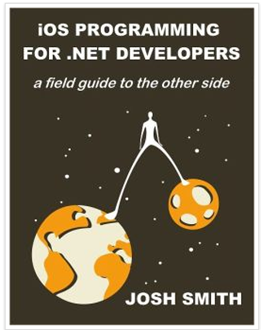 iOS PROGRAMMING
FOR .NET DEVELOPERS
a field guide to the other side
JOSH SMITH